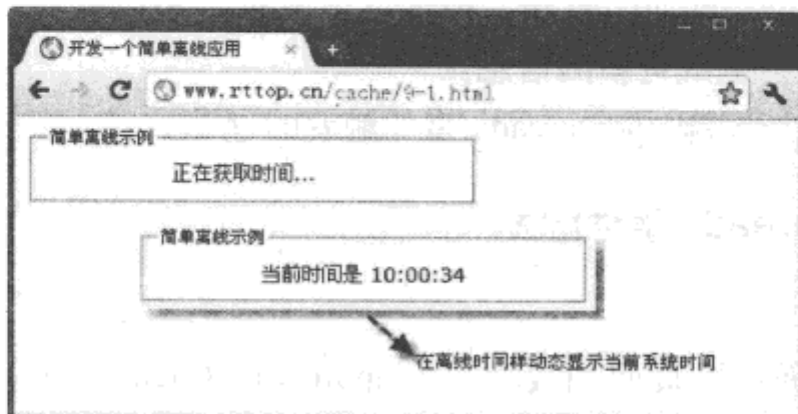 开发一个简单离线应用
www.rttop.cn/cache/9-1.html
简单离线示例
正在获取时间...
简单离线示例
当前时间是 10:00:34
在离线时同样动态显示当前系统时间